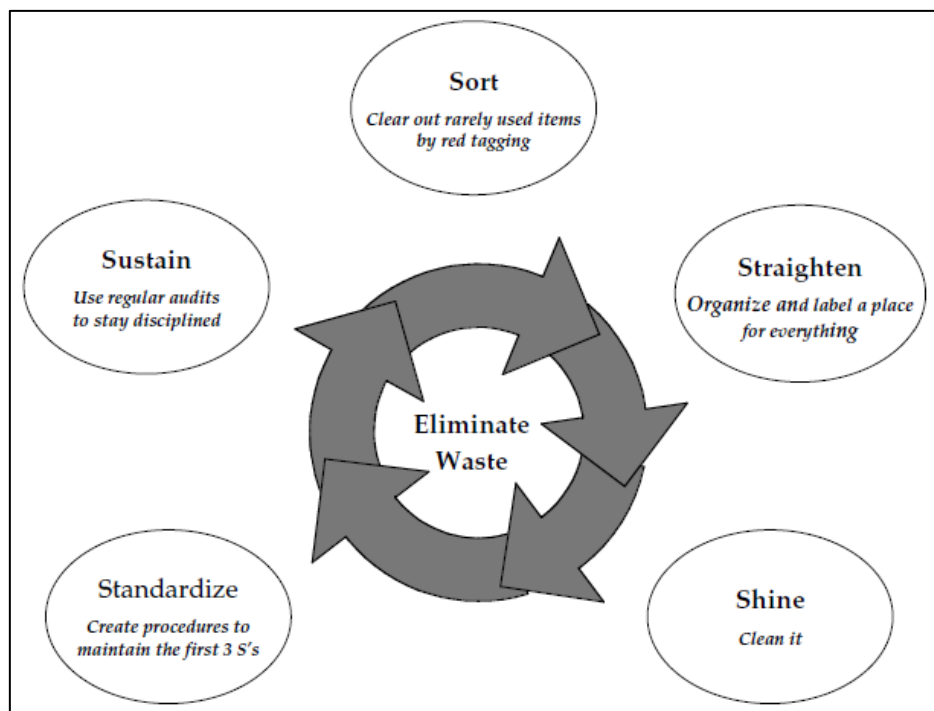 Sort
Clear out rarely used items
by red tagging
Straighten
Organize and label a place
for everything
Shine
Clean it
Standardize
Create procedures to
maintain the first 3 S's
Sustain
Use regular audits
to stay disciplined
Eliminate
Waste